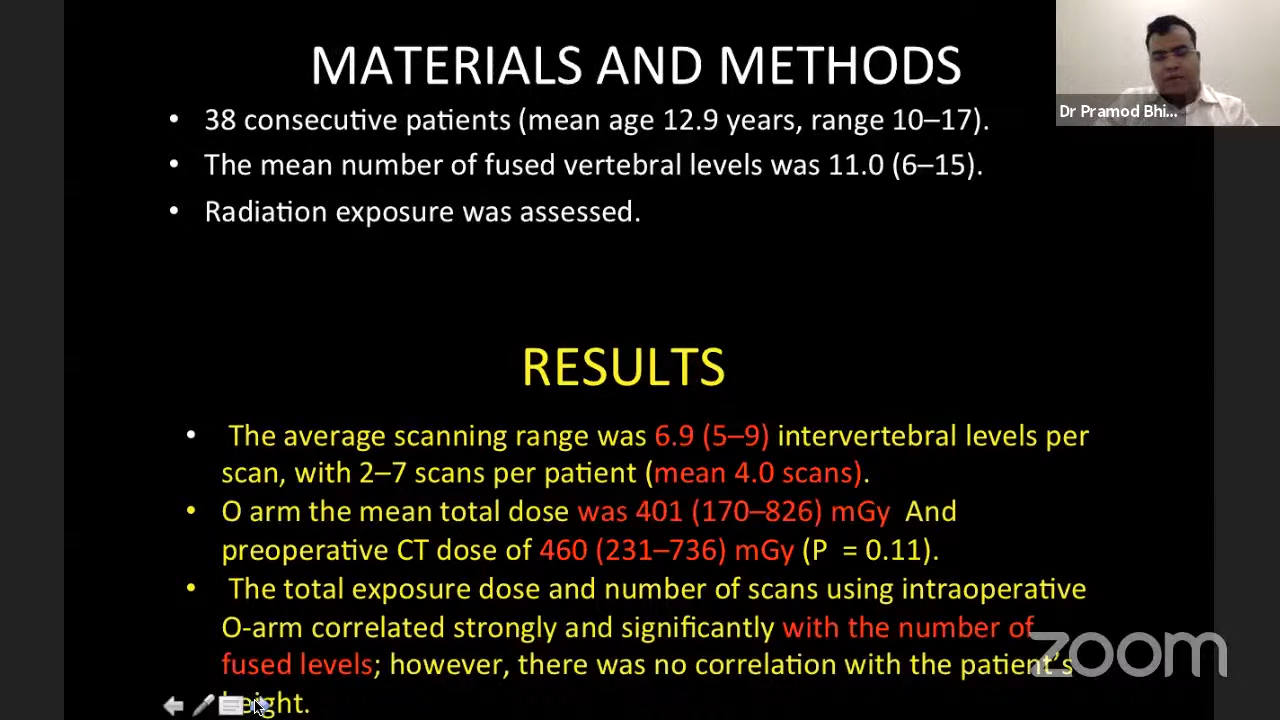 MATERIALS AND METHODS
Dr Pramod Bhi...
• 38 consecutive patients (mean age 12.9 years, range 10–17).
• The mean number of fused vertebral levels was 11.0 (6–15).
• Radiation exposure was assessed.
RESULTS
• The average scanning range was 6.9 (5–9) intervertebral levels per
scan, with 2–7 scans per patient (mean 4.0 scans).
• O arm the mean total dose was 401 (170–826) mGy And
preoperative CT dose of 460 (231–736) mGy (P = 0.11).
• The total exposure dose and number of scans using intraoperative
O-arm correlated strongly and significantly with the number of
fused levels; however, there was no correlation with the patient's
height.
zoom